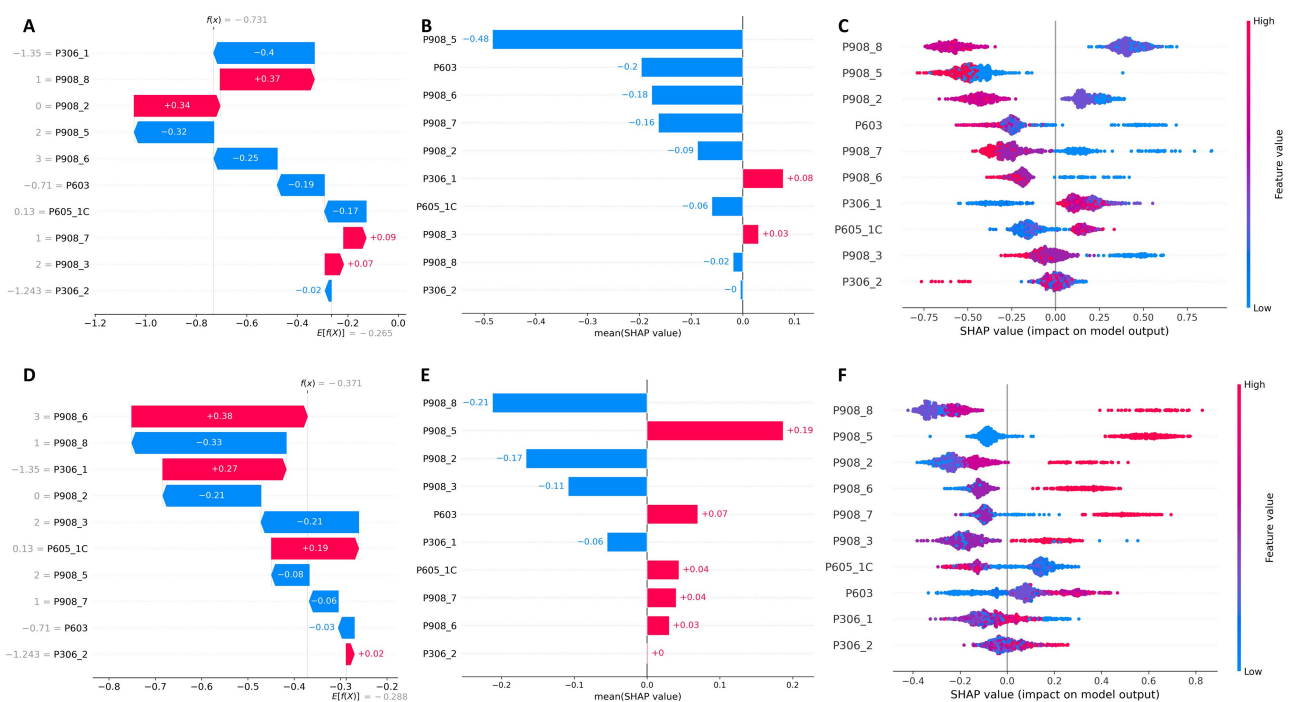 A
f(x) = −0.731
−1.35 = P306_1
−0.4
1 = P908_8
+0.37
0 = P908_2
+0.34
2 = P908_5
−0.32
3 = P908_6
−0.25
−0.71 = P603
−0.19
0.13 = P605_1C
−0.17
1 = P908_7
+0.09
2 = P908_3
+0.07
−1.243 = P306_2
−0.02
−1.2 −1.0 −0.8 −0.6 −0.4 −0.2 0.0
E[f(X)] = −0.265
B
P908_5
−0.48
P603
−0.2
P908_6
−0.18
P908_7
−0.16
P908_2
−0.09
P306_1
+0.08
P605_1C
−0.06
P908_3
+0.03
P908_8
−0.02
P306_2
−0
−0.5 −0.4 −0.3 −0.2 −0.1 0.0 0.1
mean(SHAP value)
C
P908_8
P908_5
P908_2
P603
P908_7
P908_6
P306_1
P605_1C
P908_3
P306_2
−0.75 −0.50 −0.25 0.00 0.25 0.50 0.75
SHAP value (impact on model output)
High
Feature value
Low
D
f(x) = −0.371
3 = P908_6
+0.38
1 = P908_8
−0.33
−1.35 = P306_1
+0.27
0 = P908_2
−0.21
2 = P908_3
−0.21
0.13 = P605_1C
+0.19
2 = P908_5
−0.08
1 = P908_7
−0.06
−0.71 = P603
−0.03
−1.243 = P306_2
+0.02
−0.8 −0.7 −0.6 −0.5 −0.4 −0.3 −0.2
E[f(X)] = −0.288
E
P908_8
−0.21
P908_5
+0.19
P908_2
−0.17
P908_3
−0.11
P603
+0.07
P306_1
−0.06
P605_1C
+0.04
P908_7
+0.04
P908_6
+0.03
P306_2
+0
−0.2 −0.1 0.0 0.1 0.2
mean(SHAP value)
F
P908_8
P908_5
P908_2
P908_6
P908_7
P908_3
P605_1C
P603
P306_1
P306_2
−0.4 −0.2 0.0 0.2 0.4 0.6 0.8
SHAP value (impact on model output)
High
Feature value
Low